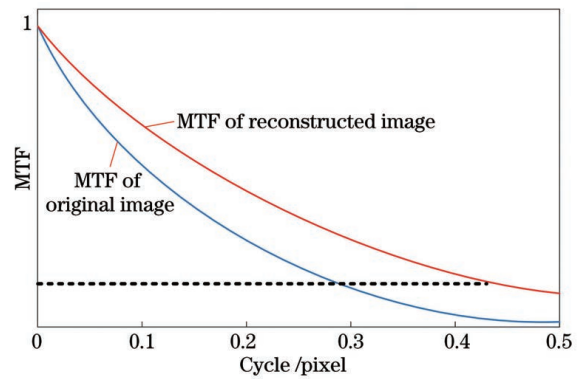 1
MTF
MTF of reconstructed image
MTF of
original image
0
0.1
0.2
0.3
0.4
0.5
Cycle /pixel